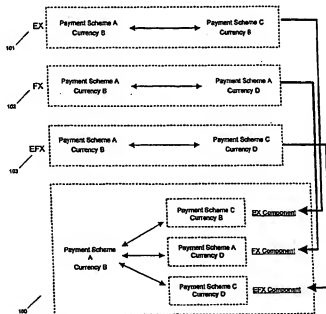 EX
Payment Scheme A
Currency B
Payment Scheme C
Currency B
101
FX
Payment Scheme A
Currency B
Payment Scheme A
Currency D
102
EFX
Payment Scheme A
Currency B
Payment Scheme C
Currency D
103
Payment Scheme C
Currency B
EX Component
Payment Scheme
A
Currency B
Payment Scheme A
Currency D
FX Component
Payment Scheme C
Currency D
EFX Component
100